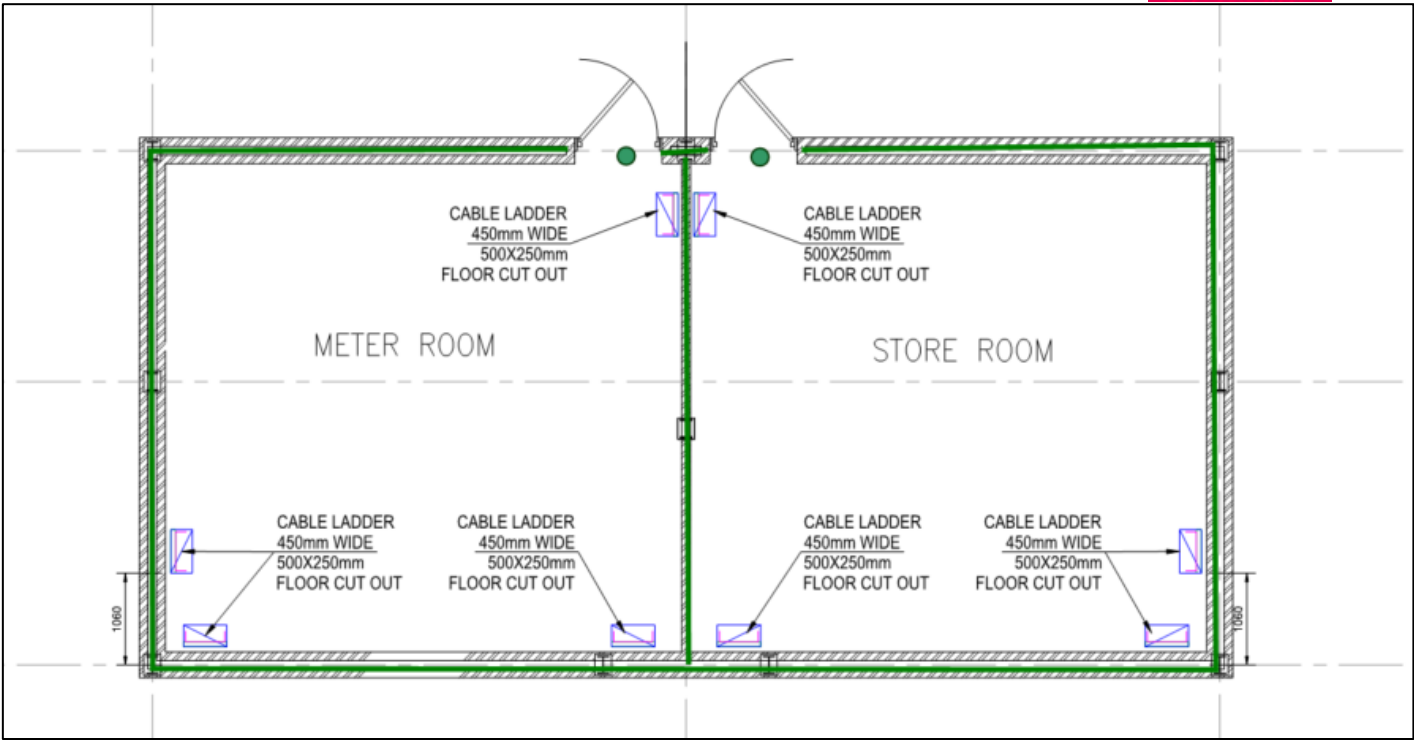 CABLE LADDER
450mm WIDE
500X250mm
FLOOR CUT OUT
CABLE LADDER
450mm WIDE
500X250mm
FLOOR CUT OUT
METER ROOM
STORE ROOM
CABLE LADDER
450mm WIDE
500X250mm
FLOOR CUT OUT
CABLE LADDER
450mm WIDE
500X250mm
FLOOR CUT OUT
CABLE LADDER
450mm WIDE
500X250mm
FLOOR CUT OUT
CABLE LADDER
450mm WIDE
500X250mm
FLOOR CUT OUT
1060
1060